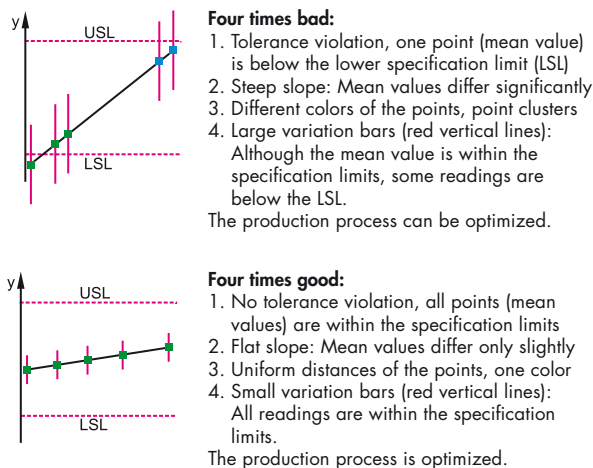 y
USL
LSL
Four times bad:
1. Tolerance violation, one point (mean value)
is below the lower specification limit (LSL)
2. Steep slope: Mean values differ significantly
3. Different colors of the points, point clusters
4. Large variation bars (red vertical lines):
Although the mean value is within the
specification limits, some readings are
below the LSL.
The production process can be optimized.
y
USL
LSL
Four times good:
1. No tolerance violation, all points (mean
values) are within the specification limits
2. Flat slope: Mean values differ only slightly
3. Uniform distances of the points, one color
4. Small variation bars (red vertical lines):
All readings are within the specification
limits.
The production process is optimized.